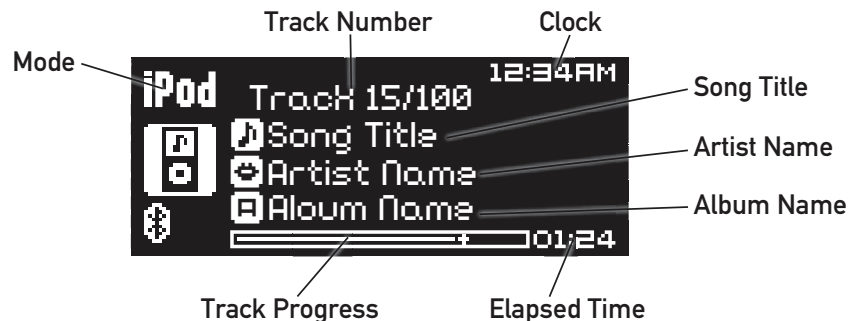 Track Number
Clock
Mode
iPod
12:34AM
Track 15/100
Song Title
Song Title
Artist Name
Artist Name
Aloum Name
Album Name
01:24
Track Progress
Elapsed Time